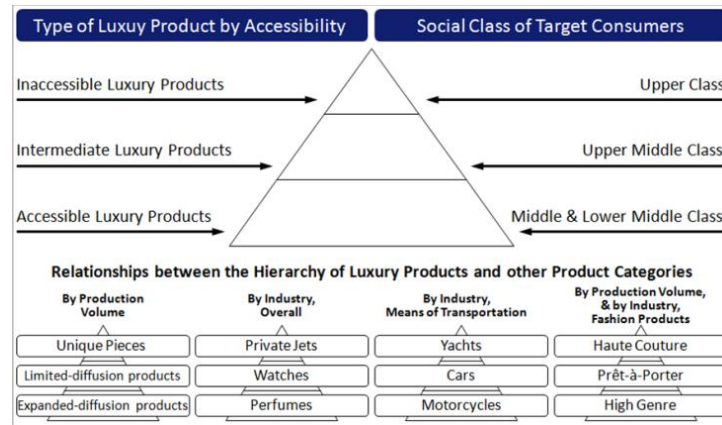 Type of Luxuy Product by Accessibility
Social Class of Target Consumers
Inaccessible Luxury Products
Upper Class
Intermediate Luxury Products
Upper Middle Class
Accessible Luxury Products
Middle & Lower Middle Class
Relationships between the Hierarchy of Luxury Products and other Product Categories
By Production
Volume
By Industry,
Overall
By Industry,
Means of Transportation
By Production Volume,
& by Industry,
Fashion Products
Unique Pieces
Private Jets
Yachts
Haute Couture
Limited-diffusion products
Watches
Cars
Prêt-à-Porter
Expanded-diffusion products
Perfumes
Motorcycles
High Genre